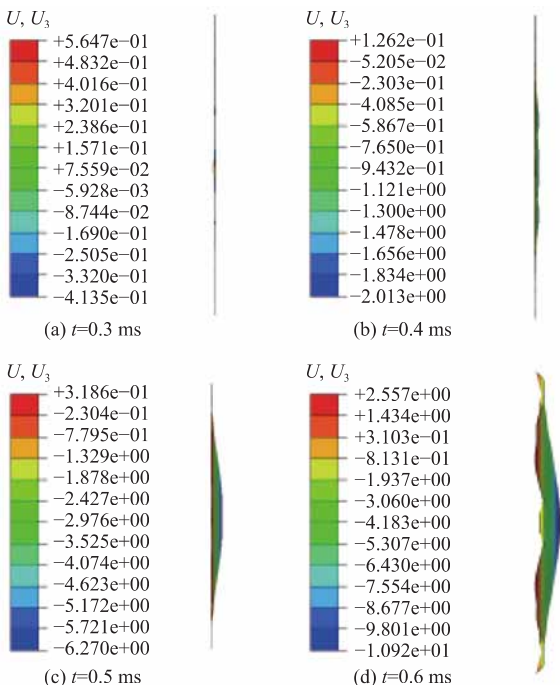 U, U3
+5.647e−01
+4.832e−01
+4.016e−01
+3.201e−01
+2.386e−01
+1.571e−01
+7.559e−02
−5.928e−03
−8.744e−02
−1.690e−01
−2.505e−01
−3.320e−01
−4.135e−01
(a) t=0.3 ms
U, U3
+1.262e−01
−5.205e−02
−2.303e−01
−4.085e−01
−5.867e−01
−7.650e−01
−9.432e−01
−1.121e+00
−1.300e+00
−1.478e+00
−1.656e+00
−1.834e+00
−2.013e+00
(b) t=0.4 ms
U, U3
+3.186e−01
−2.304e−01
−7.795e−01
−1.329e+00
−1.878e+00
−2.427e+00
−2.976e+00
−3.525e+00
−4.074e+00
−4.623e+00
−5.172e+00
−5.721e+00
−6.270e+00
(c) t=0.5 ms
U, U3
+2.557e+00
+1.434e+00
+3.103e−01
−8.131e−01
−1.937e+00
−3.060e+00
−4.183e+00
−5.307e+00
−6.430e+00
−7.554e+00
−8.677e+00
−9.801e+00
−1.092e+01
(d) t=0.6 ms